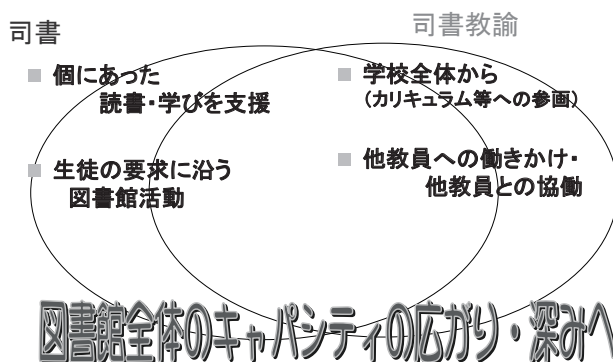 司書
■ 個にあった
読書・学びを支援
■ 生徒の要求に沿う
図書館活動
司書教諭
■ 学校全体から
(カリキュラム等への参画)
■ 他教員への働きかけ・
他教員との協働
図書館全体のキャパシティの広がり・深みへ